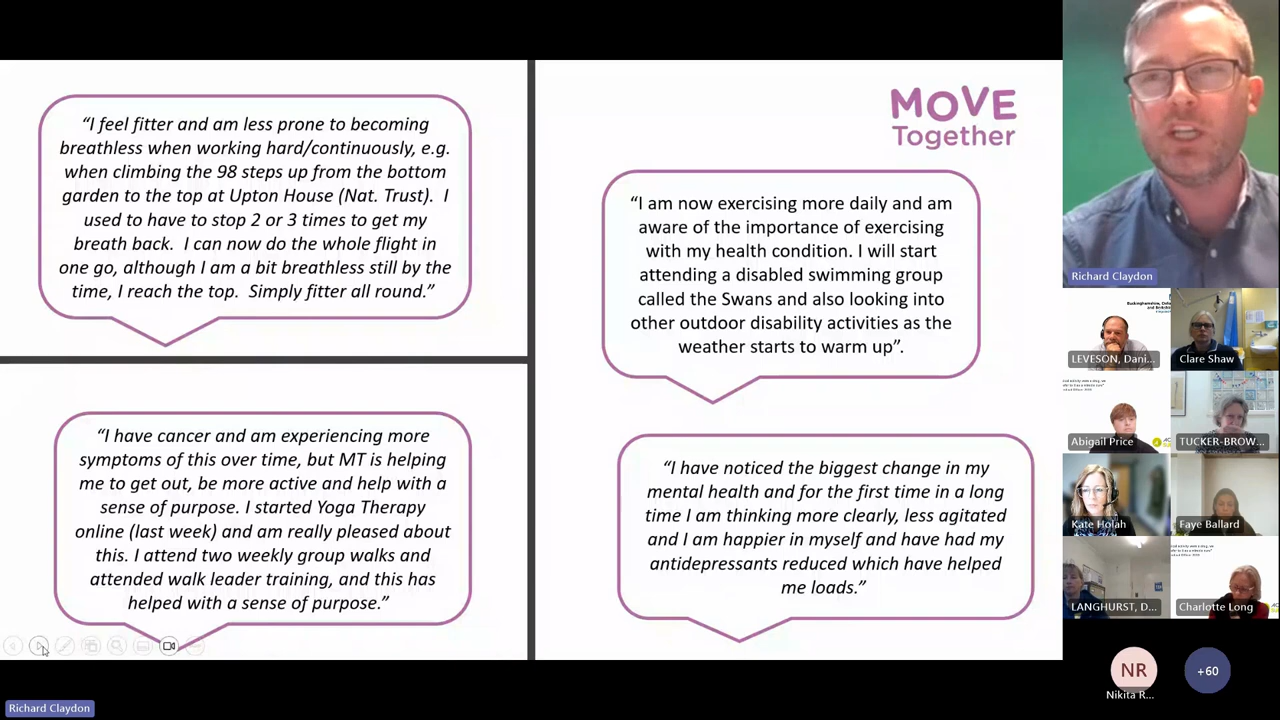 “I feel fitter and am less prone to becoming
breathless when working hard/continuously, e.g.
when climbing the 98 steps up from the bottom
garden to the top at Upton House (Nat. Trust).  I
used to have to stop 2 or 3 times to get my
breath back.  I can now do the whole flight in
one go, although I am a bit breathless still by the
time, I reach the top.  Simply fitter all round.”
“I have cancer and am experiencing more
symptoms of this over time, but MT is helping
me to get out, be more active and help with a
sense of purpose. I started Yoga Therapy
online (last week) and am really pleased about
this. I attend two weekly group walks and
attended walk leader training, and this has
helped with a sense of purpose.”
MOVE
Together
“I am now exercising more daily and am
aware of the importance of exercising
with my health condition. I will start
attending a disabled swimming group
called the Swans and also looking into
other outdoor disability activities as the
weather starts to warm up”.
“I have noticed the biggest change in my
mental health and for the first time in a long
time I am thinking more clearly, less agitated
and I am happier in myself and have had my
antidepressants reduced which have helped
me loads.”
Richard Claydon
LEVESON, Dani...
Clare Shaw
Abigail Price
TUCKER-BROW...
Kate Holah
Faye Ballard
LANGHURST, D...
Charlotte Long
NR
Nikita R...
+60
Richard Claydon